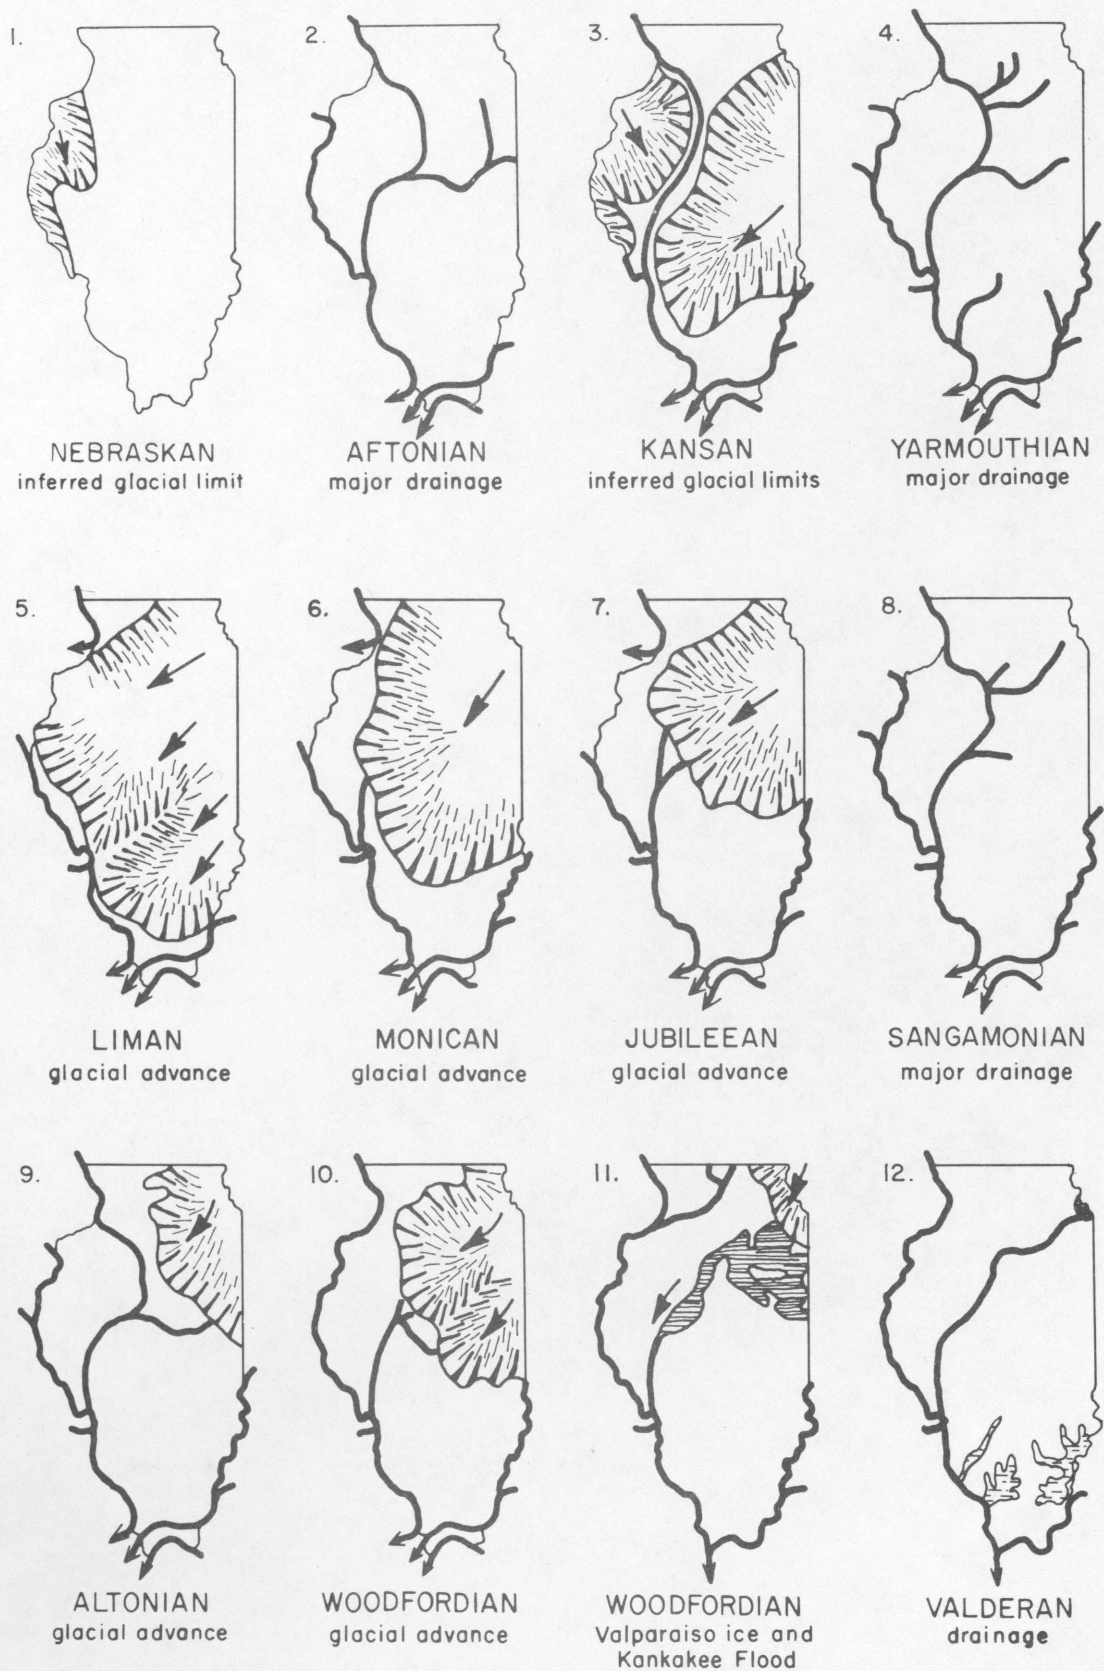 1.
NEBRASKAN
inferred glacial limit
2.
AFTONIAN
major drainage
3.
KANSAN
inferred glacial limits
4.
YARMOUTHIAN
major drainage
5.
LIMAN
glacial advance
6.
MONICAN
glacial advance
7.
JUBILEEAN
glacial advance
8.
SANGAMONIAN
major drainage
9.
ALTONIAN
glacial advance
10.
WOODFORDIAN
glacial advance
11.
WOODFORDIAN
Valparaiso ice and
Kankakee Flood
12.
VALDERAN
drainage